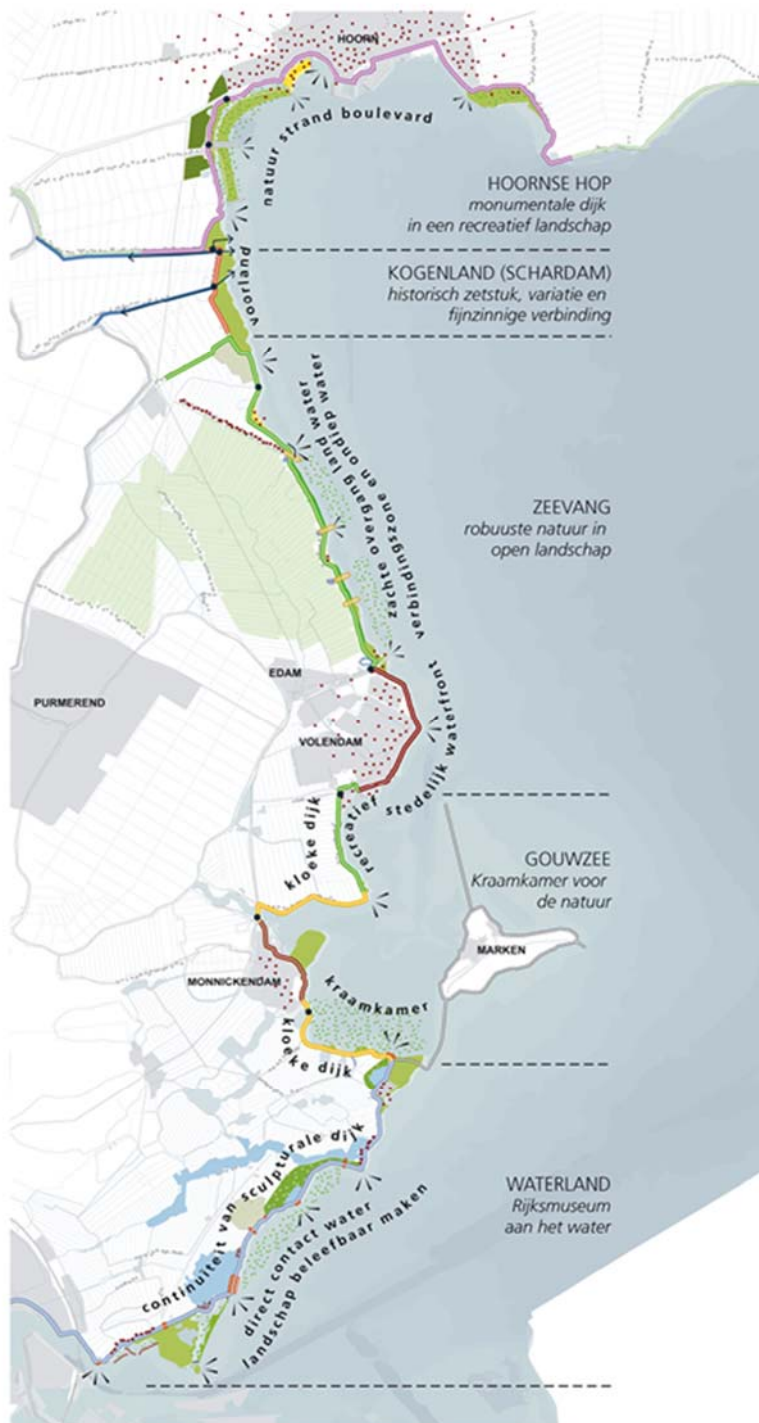 HOORN
natuur strand boulevard
HOORNSE HOP
monumentale dijk
in een recreatief landschap
KOGENLAND (SCHARDAM)
historisch zetstuk, variatie en
fijnzinnige verbinding
voorland
verbindingszone en ondiep water
zachte overgang land water
ZEEVANG
robuuste natuur in
open landschap
EDAM
PURMEREND
VOLENDAM
recreatief stedelijk waterfront
kloeke dijk
GOUWZEE
Kraamkamer voor
de natuur
MARKEN
MONNICKENDAM
kraamkamer
kloeke dijk
continuiteit van sculpturale dijk
WATERLAND
Rijksmuseum
aan het water
direct contact water
landschap beleefbaar maken